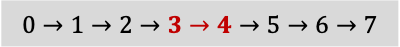 0 → 1 → 2 → 3 → 4 → 5 → 6 → 7